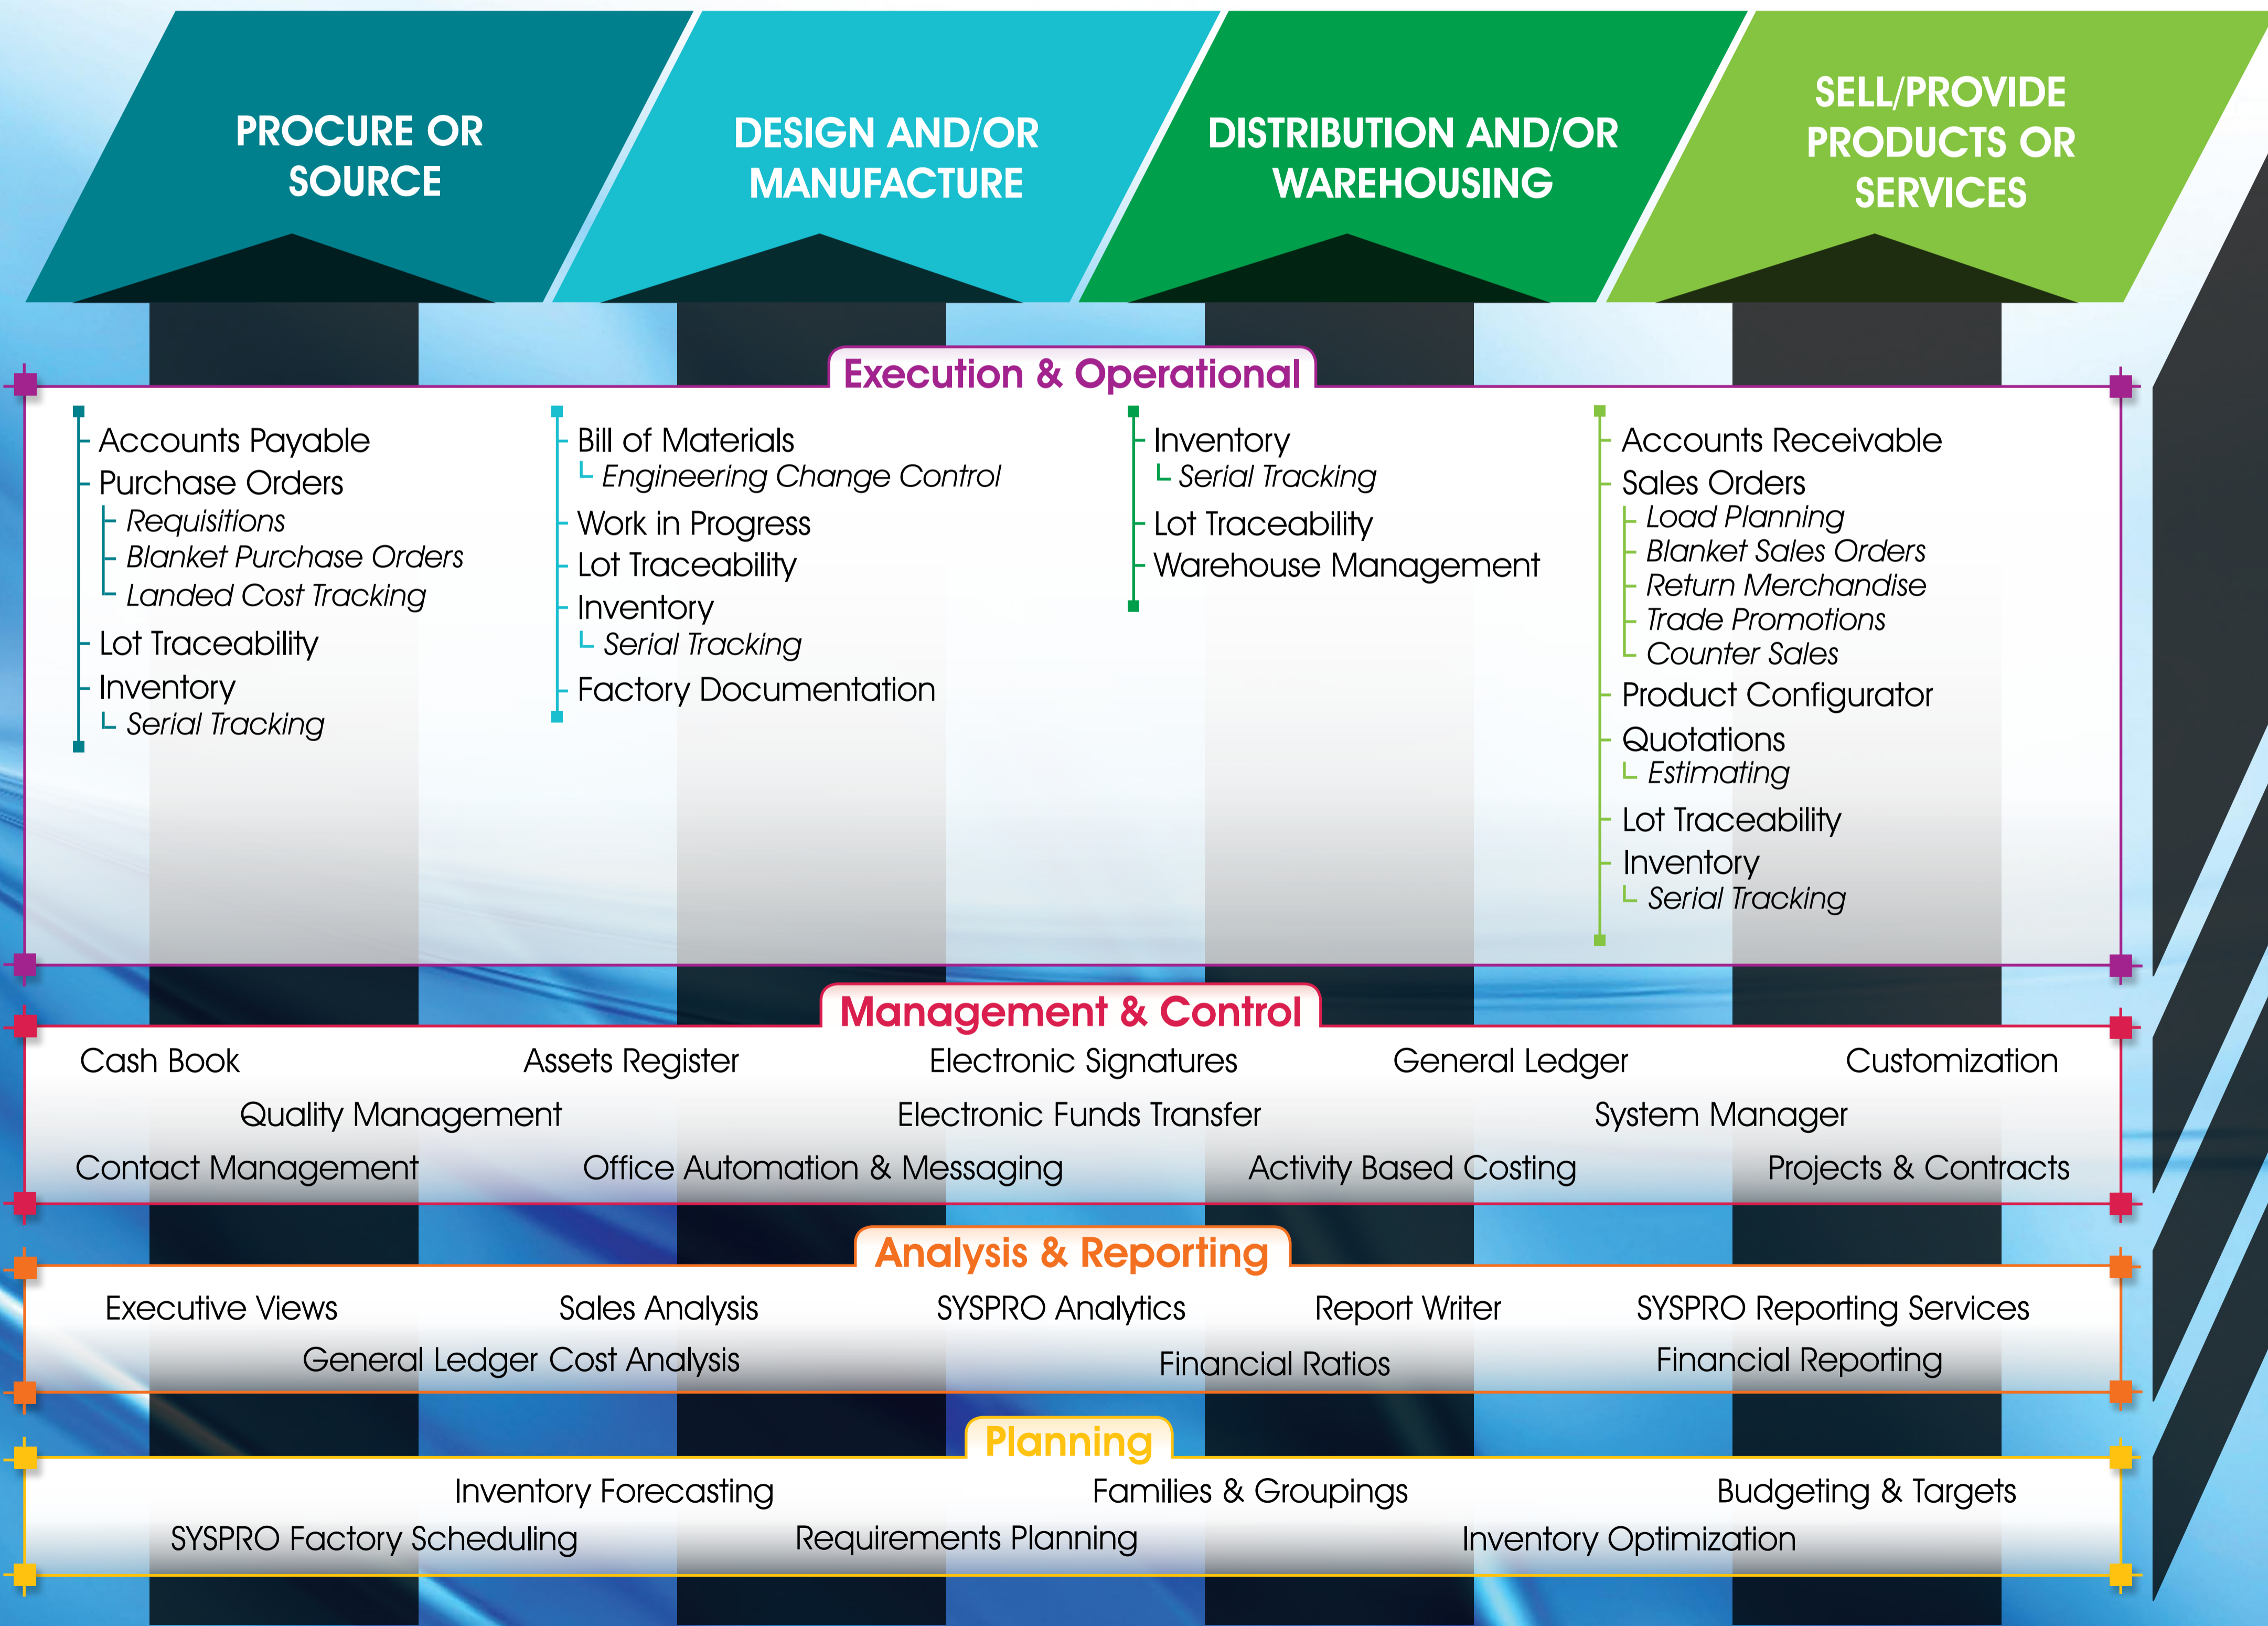 PROCURE OR
SOURCE
DESIGN AND/OR
MANUFACTURE
DISTRIBUTION AND/OR
WAREHOUSING
SELL/PROVIDE
PRODUCTS OR
SERVICES
Execution & Operational
Accounts Payable
Purchase Orders
Requisitions
Blanket Purchase Orders
Landed Cost Tracking
Lot Traceability
Inventory
Serial Tracking
Bill of Materials
Engineering Change Control
Work in Progress
Lot Traceability
Inventory
Serial Tracking
Factory Documentation
Inventory
Serial Tracking
Lot Traceability
Warehouse Management
Accounts Receivable
Sales Orders
Load Planning
Blanket Sales Orders
Return Merchandise
Trade Promotions
Counter Sales
Product Configurator
Quotations
Estimating
Lot Traceability
Inventory
Serial Tracking
Management & Control
Cash Book Assets Register Electronic Signatures General Ledger Customization
Quality Management Electronic Funds Transfer System Manager
Contact Management Office Automation & Messaging Activity Based Costing Projects & Contracts
Analysis & Reporting
Executive Views Sales Analysis SYSPRO Analytics Report Writer SYSPRO Reporting Services
General Ledger Cost Analysis Financial Ratios Financial Reporting
Planning
Inventory Forecasting Families & Groupings Budgeting & Targets
SYSPRO Factory Scheduling Requirements Planning Inventory Optimization